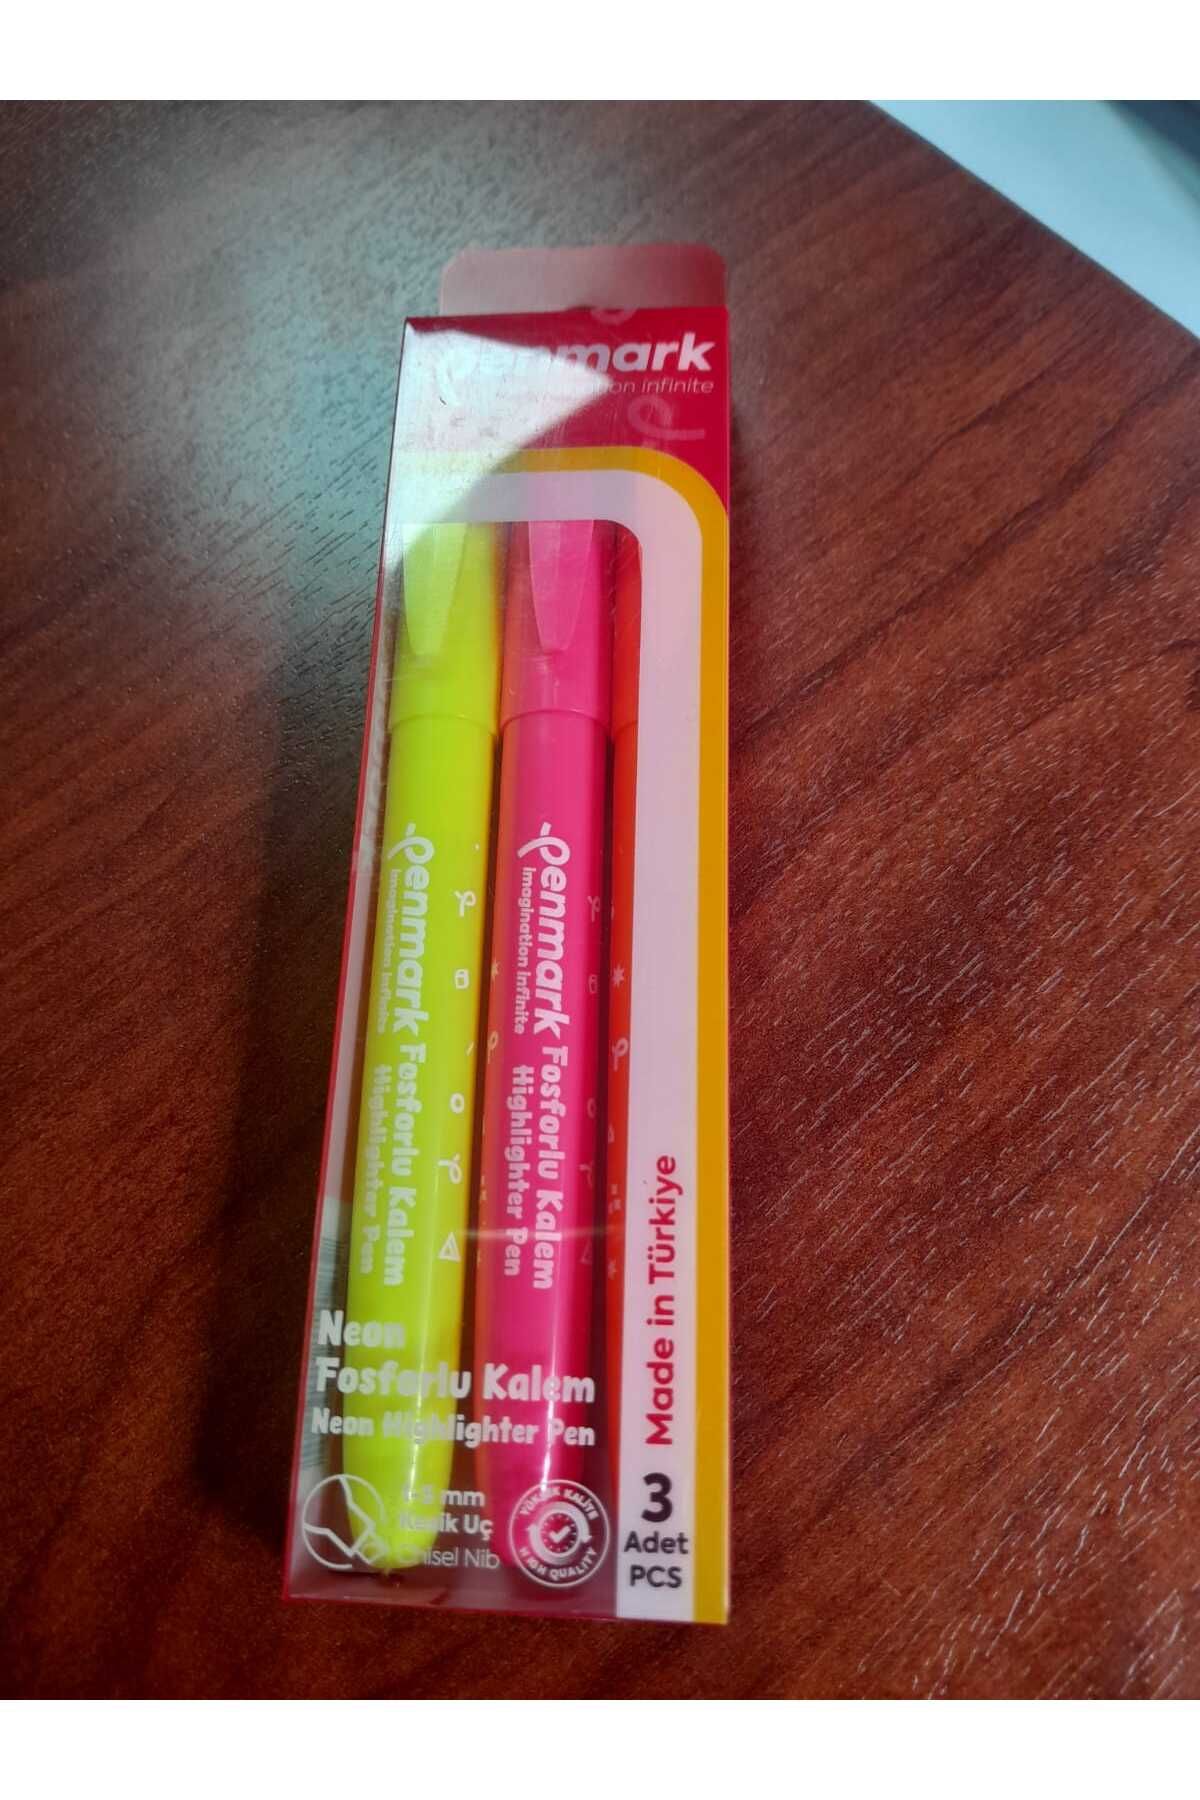 Penmark
infinite
Penmark Fosforlu Kalem
Imagination infinite Highlighter Pen
Penmark Fosforlu Kalem
Imagination infinite Highlighter Pen
Neon
Fosforlu Kalem
Neon Highlighter Pen
mm
Kesik Uç
Chisel Nib
YÜKSEK KALİTE
HIGH QUALITY
Made in Türkiye
3
Adet
PCS